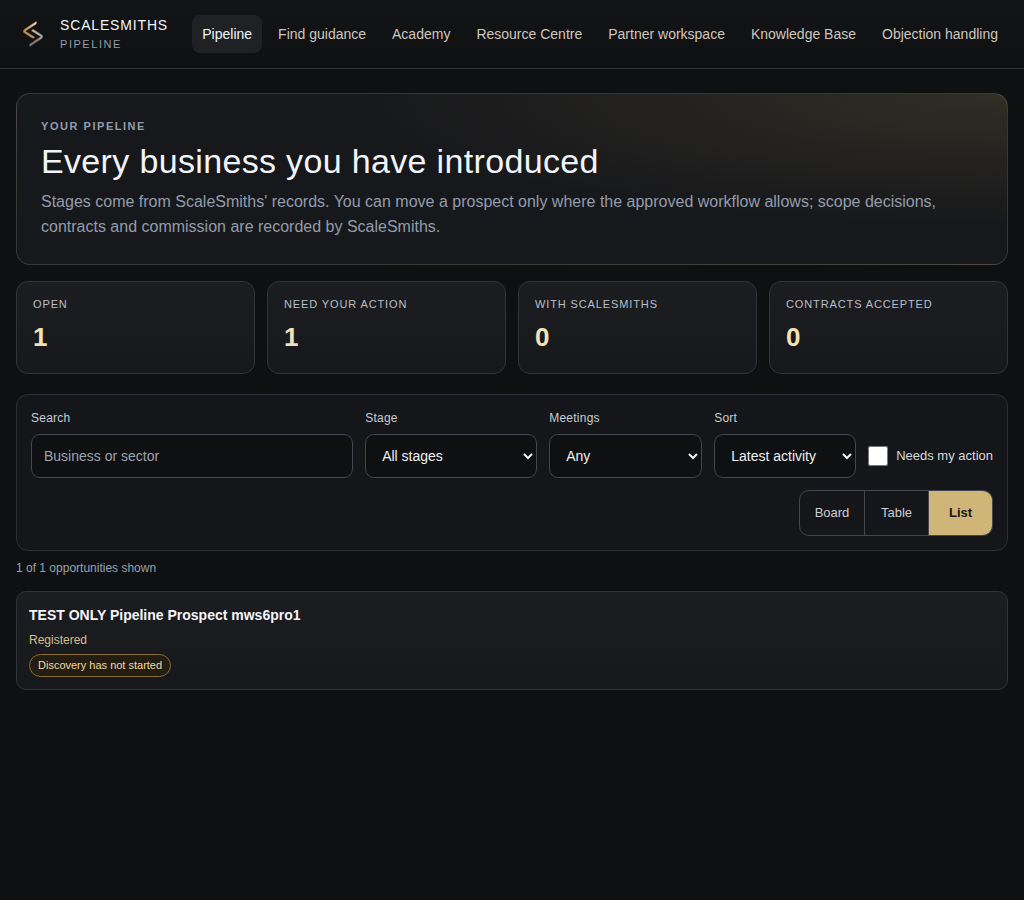 SCALESMITHS
PIPELINE
Pipeline
Find guidance
Academy
Resource Centre
Partner workspace
Knowledge Base
Objection handling
YOUR PIPELINE
Every business you have introduced
Stages come from ScaleSmiths' records. You can move a prospect only where the approved workflow allows; scope decisions,
contracts and commission are recorded by ScaleSmiths.
OPEN
1
NEED YOUR ACTION
1
WITH SCALESMITHS
0
CONTRACTS ACCEPTED
0
Search
Business or sector
Stage
All stages
Meetings
Any
Sort
Latest activity
Needs my action
Board
Table
List
1 of 1 opportunities shown
TEST ONLY Pipeline Prospect mws6pro1
Registered
Discovery has not started